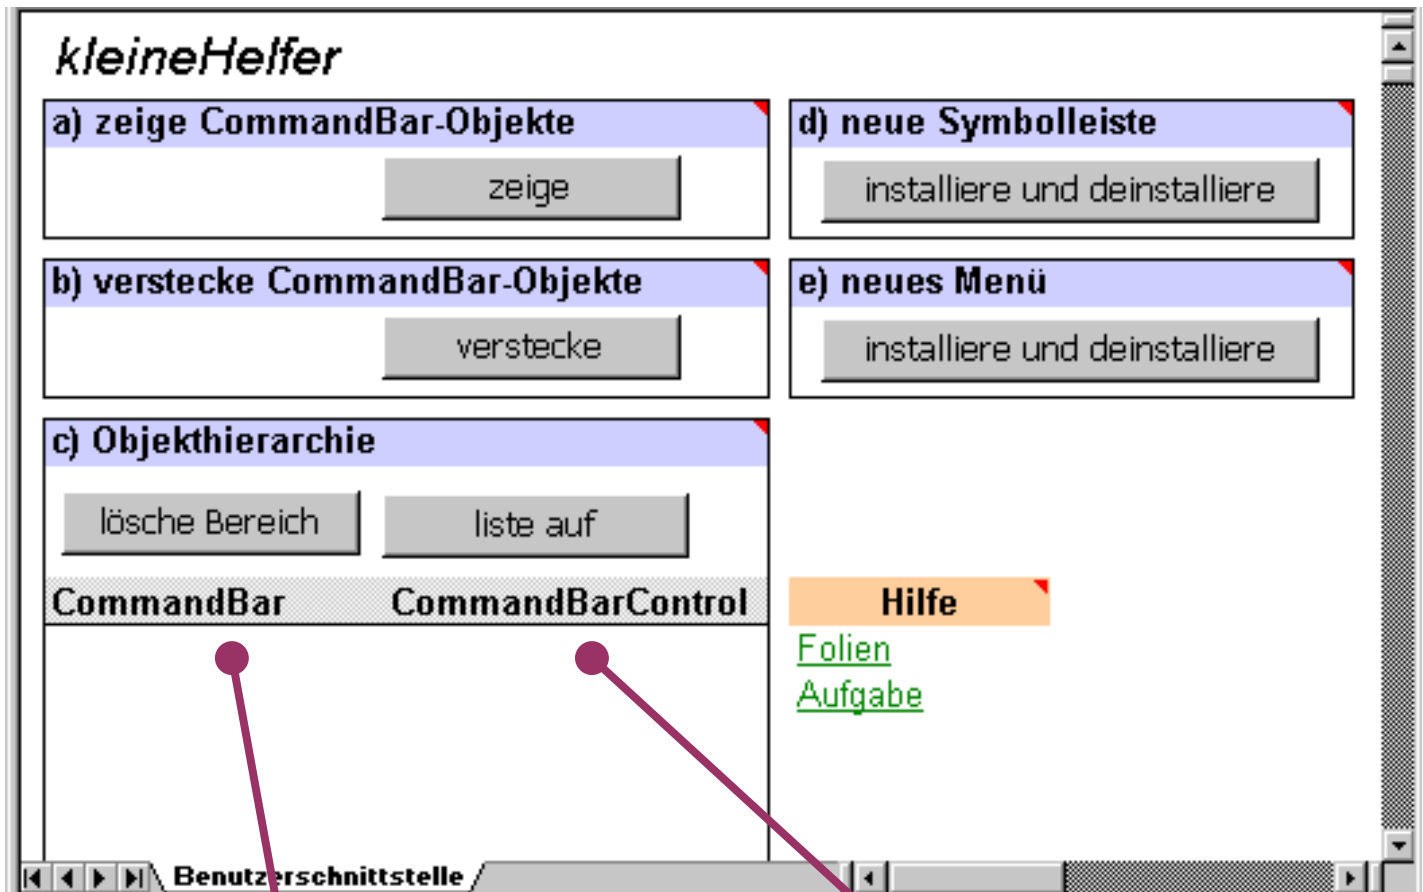 kleineHelfer
a) zeige CommandBar-Objekte
zeige
b) verstecke CommandBar-Objekte
verstecke
c) Objekthierarchie
lösche Bereich
liste auf
CommandBar CommandBarControl
d) neue Symbolleiste
installiere und deinstalliere
e) neues Menü
installiere und deinstalliere
Hilfe
Folien
Aufgabe
Benutzerschnittstelle